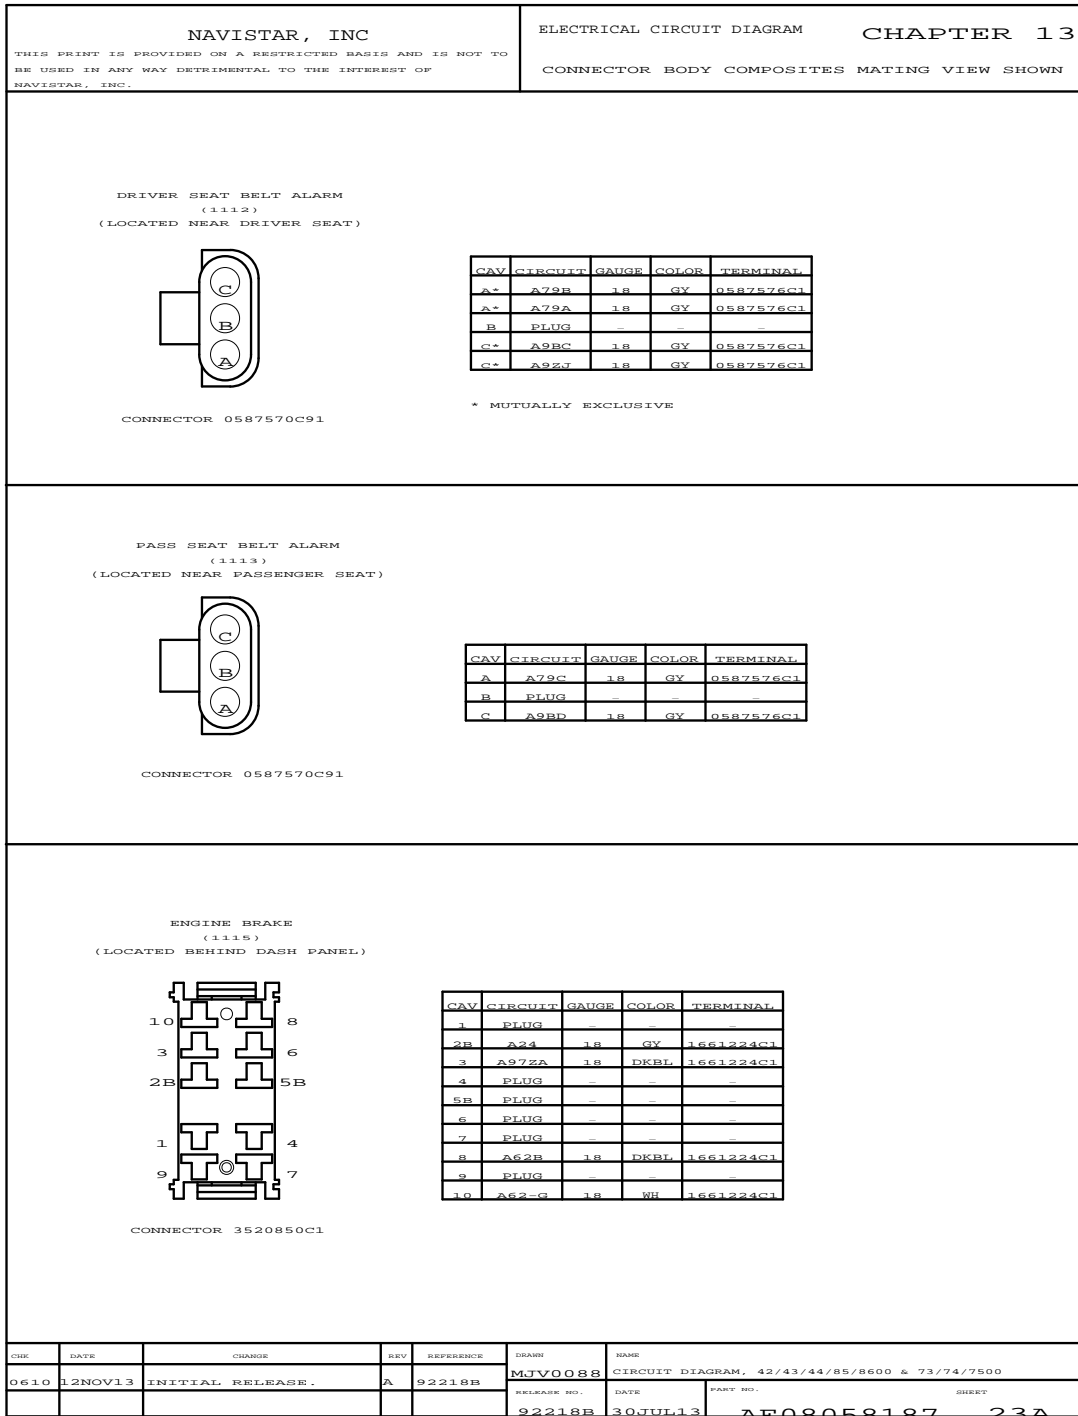 NAVISTAR, INC
THIS PRINT IS PROVIDED ON A RESTRICTED BASIS AND IS NOT TO
BE USED IN ANY WAY DETRIMENTAL TO THE INTEREST OF
NAVISTAR, INC.
ELECTRICAL CIRCUIT DIAGRAM CHAPTER 13
CONNECTOR BODY COMPOSITES MATING VIEW SHOWN
DRIVER SEAT BELT ALARM
(1112)
(LOCATED NEAR DRIVER SEAT)
C
B
A
CONNECTOR 0587570C91
CAV CIRCUIT GAUGE COLOR TERMINAL
A* A79B 18 GY 0587576C1
A* A79A 18 GY 0587576C1
B PLUG – – –
C* A9BC 18 GY 0587576C1
C* A9ZJ 18 GY 0587576C1
* MUTUALLY EXCLUSIVE
PASS SEAT BELT ALARM
(1113)
(LOCATED NEAR PASSENGER SEAT)
C
B
A
CONNECTOR 0587570C91
CAV CIRCUIT GAUGE COLOR TERMINAL
A A79C 18 GY 0587576C1
B PLUG – – –
C A9BD 18 GY 0587576C1
ENGINE BRAKE
(1115)
(LOCATED BEHIND DASH PANEL)
10 8
3 6
2B 5B
1 4
9 7
CONNECTOR 3520850C1
CAV CIRCUIT GAUGE COLOR TERMINAL
1 PLUG – – –
2B A24 18 GY 1661224C1
3 A97ZA 18 DKBL 1661224C1
4 PLUG – – –
5B PLUG – – –
6 PLUG – – –
7 PLUG – – –
8 A62B 18 DKBL 1661224C1
9 PLUG – – –
10 A62-G 18 WH 1661224C1
CHK DATE CHANGE REV REFERENCE
0610 12NOV13 INITIAL RELEASE. A 92218B
DRAWN
MJV0088
NAME
CIRCUIT DIAGRAM, 42/43/44/85/8600 & 73/74/7500
RELEASE NO. DATE PART NO. SHEET
92218B 30JUL13 AE08058187 23A